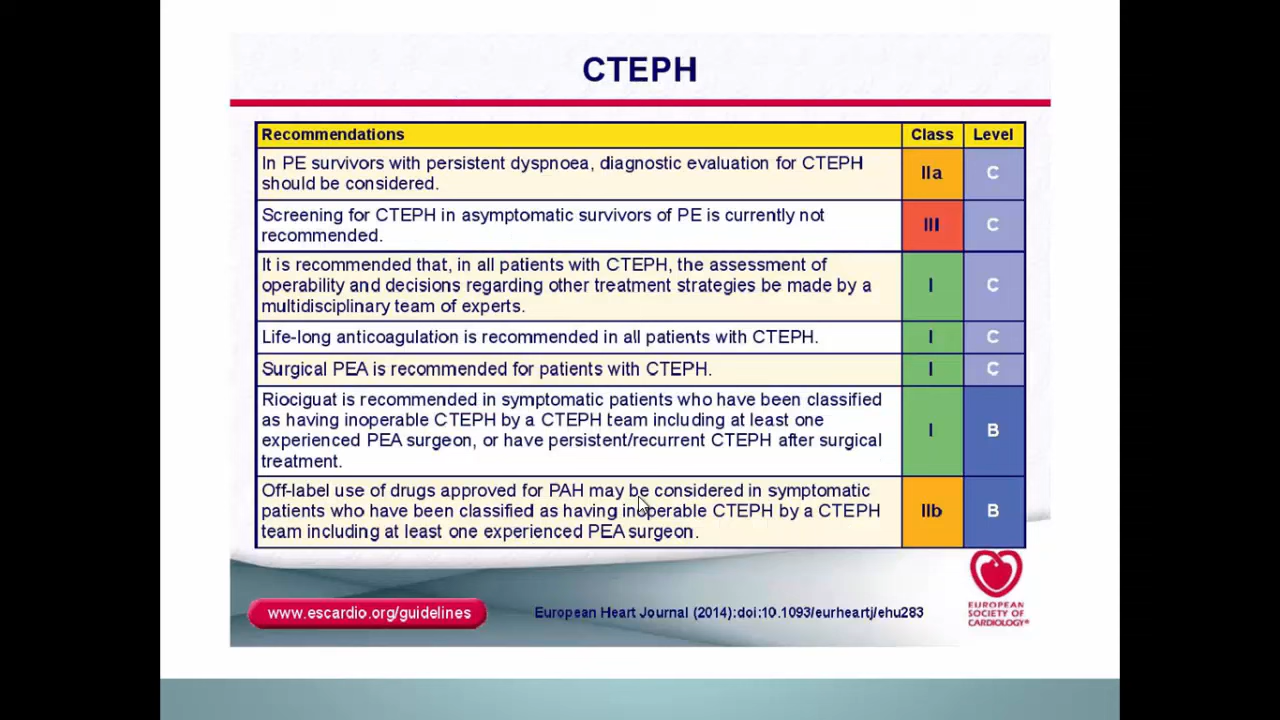 CTEPH
Recommendations Class Level
In PE survivors with persistent dyspnoea, diagnostic evaluation for CTEPH
should be considered.
IIa C
Screening for CTEPH in asymptomatic survivors of PE is currently not
recommended.
III C
It is recommended that, in all patients with CTEPH, the assessment of
operability and decisions regarding other treatment strategies be made by a
multidisciplinary team of experts.
I C
Life-long anticoagulation is recommended in all patients with CTEPH.
I C
Surgical PEA is recommended for patients with CTEPH.
I C
Riociguat is recommended in symptomatic patients who have been classified
as having inoperable CTEPH by a CTEPH team including at least one
experienced PEA surgeon, or have persistent/recurrent CTEPH after surgical
treatment.
I B
Off-label use of drugs approved for PAH may be considered in symptomatic
patients who have been classified as having inoperable CTEPH by a CTEPH
team including at least one experienced PEA surgeon.
IIb B
www.escardio.org/guidelines
European Heart Journal (2014):doi:10.1093/eurheartj/ehu283
EUROPEAN
SOCIETY OF
CARDIOLOGY®